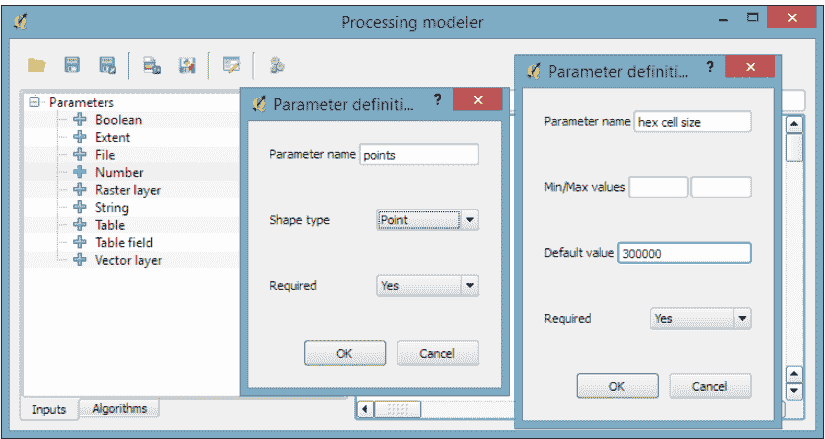 Processing modeler
Parameters
Boolean
Extent
File
Number
Raster layer
String
Table
Table field
Vector layer
Inputs
Algorithms
Parameter definiti... ?
Parameter name points
Shape type Point
Required Yes
OK Cancel
Parameter definiti... ?
Parameter name hex cell size
Min/Max values
Default value 300000
Required Yes
OK Cancel